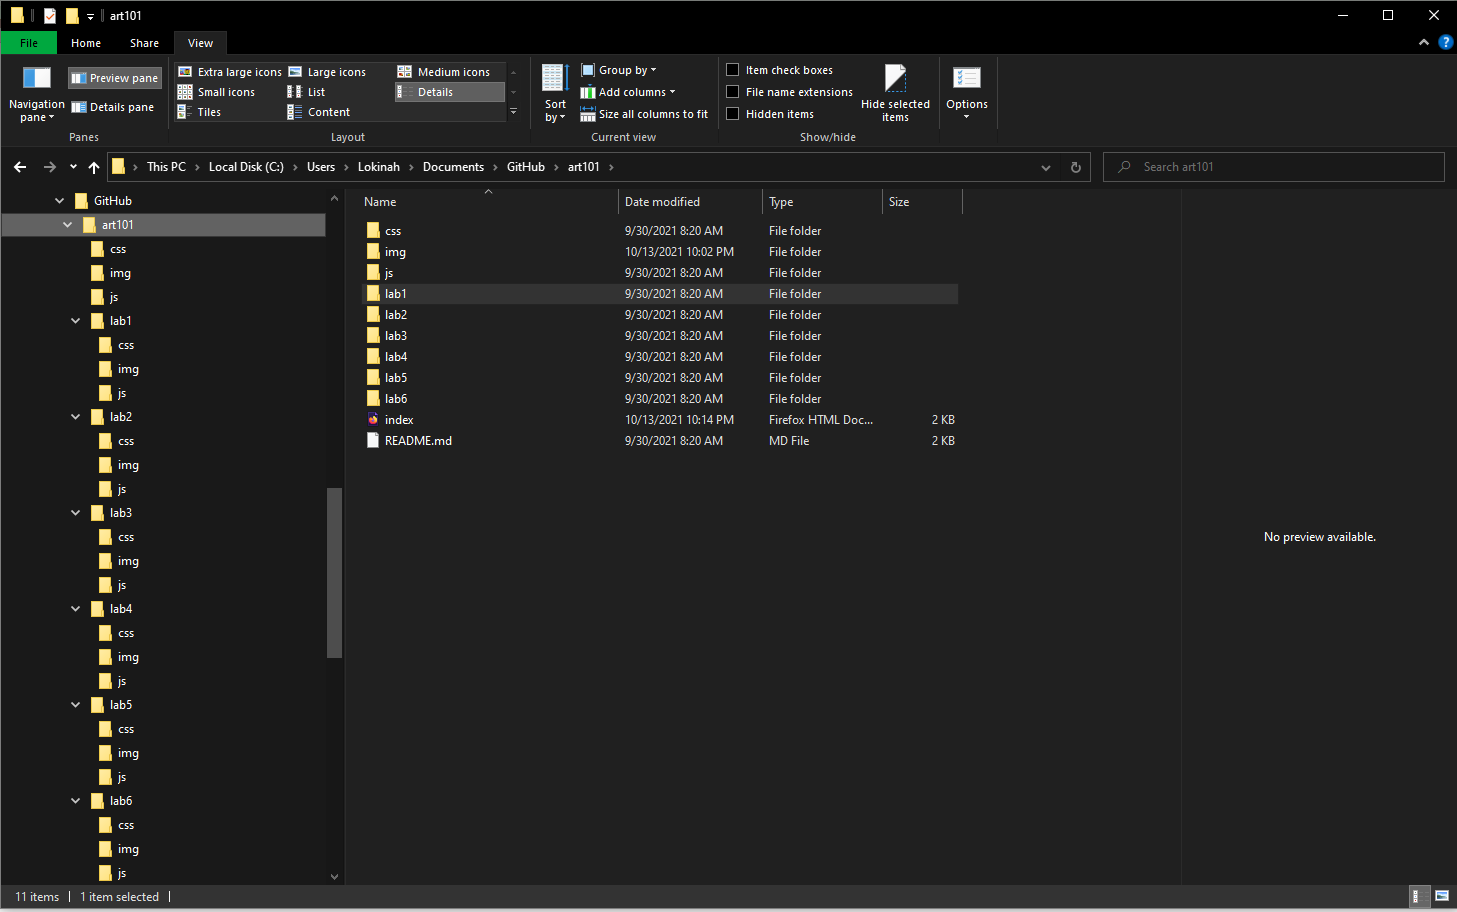 art101
File Home Share View
Navigation pane
Preview pane
Details pane
Panes
Extra large icons Large icons Medium icons
Small icons List Details
Tiles Content
Layout
Sort by
Group by
Add columns
Size all columns to fit
Current view
Item check boxes
File name extensions
Hidden items
Hide selected items
Show/hide
Options
This PC Local Disk (C:) Users Lokinah Documents GitHub art101
Search art101
GitHub
art101
css
img
js
lab1
css
img
js
lab2
css
img
js
lab3
css
img
js
lab4
css
img
js
lab5
css
img
js
lab6
css
img
js
Name Date modified Type Size
css 9/30/2021 8:20 AM File folder
img 10/13/2021 10:02 PM File folder
js 9/30/2021 8:20 AM File folder
lab1 9/30/2021 8:20 AM File folder
lab2 9/30/2021 8:20 AM File folder
lab3 9/30/2021 8:20 AM File folder
lab4 9/30/2021 8:20 AM File folder
lab5 9/30/2021 8:20 AM File folder
lab6 9/30/2021 8:20 AM File folder
index 10/13/2021 10:14 PM Firefox HTML Doc... 2 KB
README.md 9/30/2021 8:20 AM MD File 2 KB
No preview available.
11 items 1 item selected